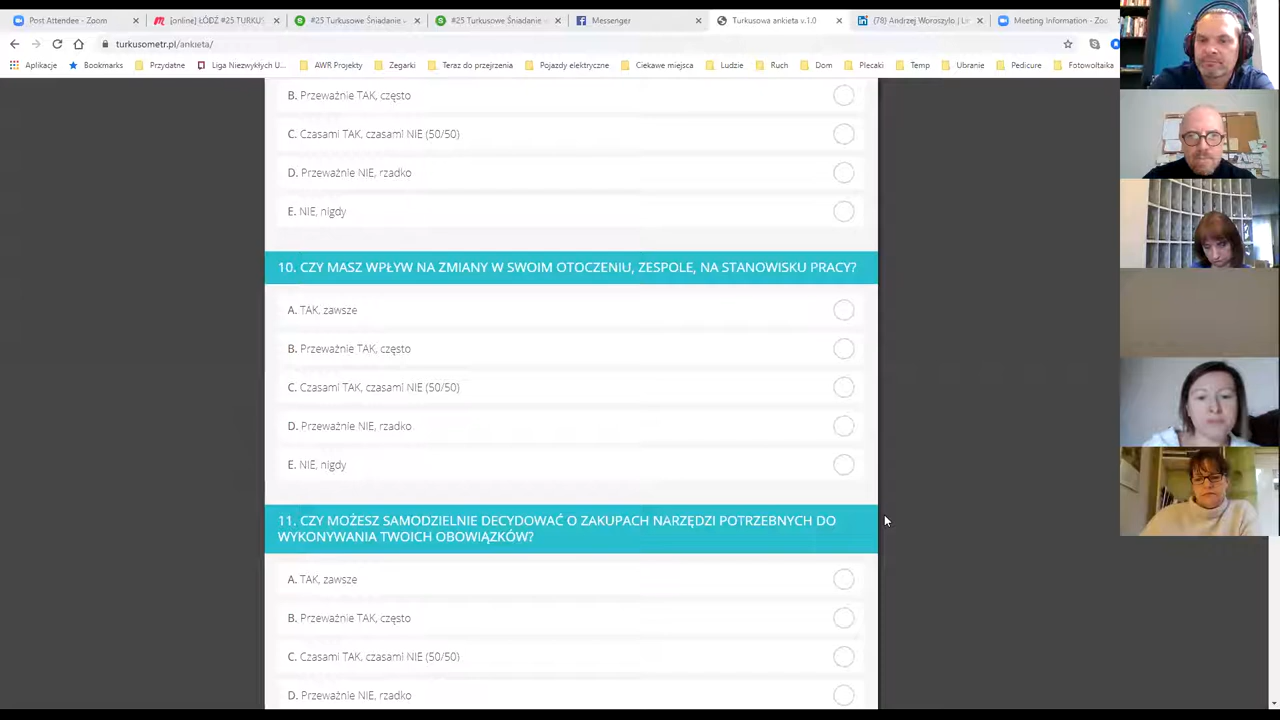 Post Attendee - Zoom
[online] ŁÓDŹ #25 TURKUS
#25 Turkusowe Śniadanie v
#25 Turkusowe Śniadanie w
Messenger
Turkusowa ankieta v.1.0
(78) Andrzej Woroszyło | Li
Meeting Information - Zoo
turkusometr.pl/ankieta/
Aplikacje
Bookmarks
Przydatne
Liga Niezwykłych U...
AWR Projekty
Zegarki
Teraz do przejrzenia
Pojazdy elektryczne
Ciekawe miejsca
Ludzie
Ruch
Dom
Plecaki
Temp
Ubranie
Pedicure
Fotowoltaika
B. Przeważnie TAK, często
C. Czasami TAK, czasami NIE (50/50)
D. Przeważnie NIE, rzadko
E. NIE, nigdy
10. CZY MASZ WPŁYW NA ZMIANY W SWOIM OTOCZENIU, ZESPOLE, NA STANOWISKU PRACY?
A. TAK, zawsze
B. Przeważnie TAK, często
C. Czasami TAK, czasami NIE (50/50)
D. Przeważnie NIE, rzadko
E. NIE, nigdy
11. CZY MOŻESZ SAMODZIELNIE DECYDOWAĆ O ZAKUPACH NARZĘDZI POTRZEBNYCH DO
WYKONYWANIA TWOICH OBOWIĄZKÓW?
A. TAK, zawsze
B. Przeważnie TAK, często
C. Czasami TAK, czasami NIE (50/50)
D. Przeważnie NIE, rzadko